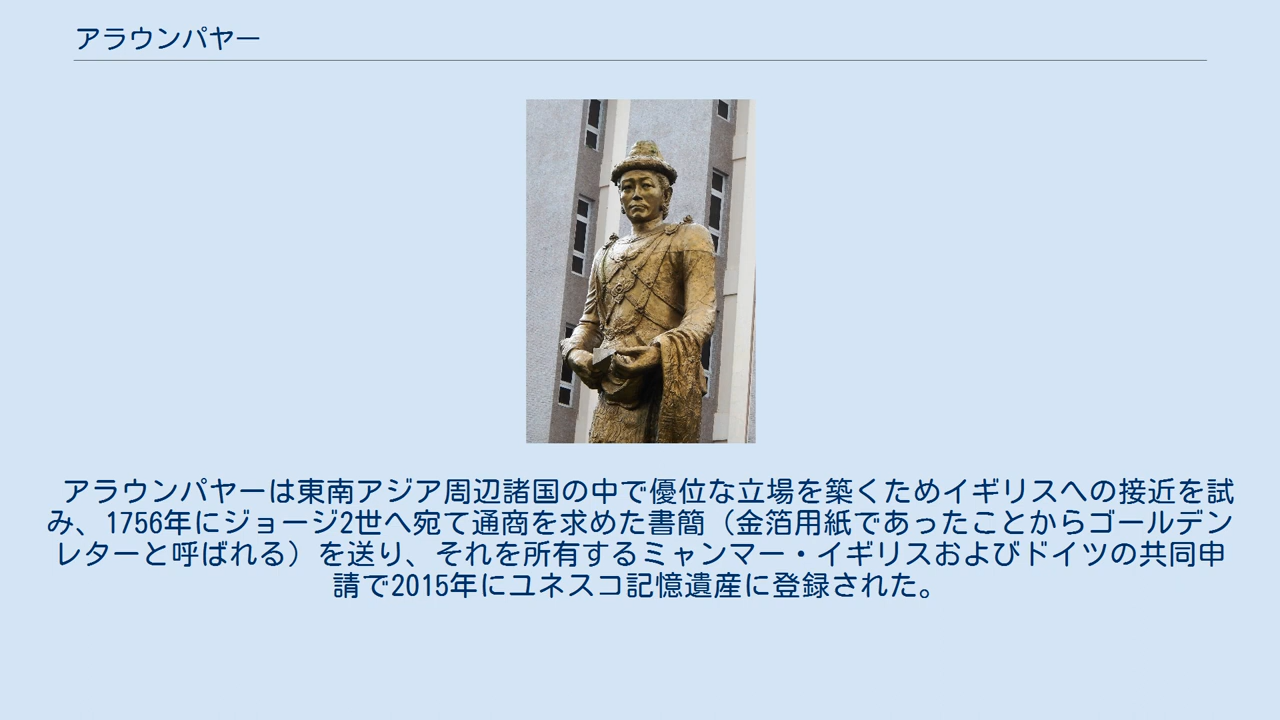 アラウンパヤー
アラウンパヤーは東南アジア周辺諸国の中で優位な立場を築くためイギリスへの接近を試
み、1756年にジョージ2世へ宛て通商を求めた書簡（金箔用紙であったことからゴールデン
レターと呼ばれる）を送り、それを所有するミャンマー・イギリスおよびドイツの共同申
請で2015年にユネスコ記憶遺産に登録された。